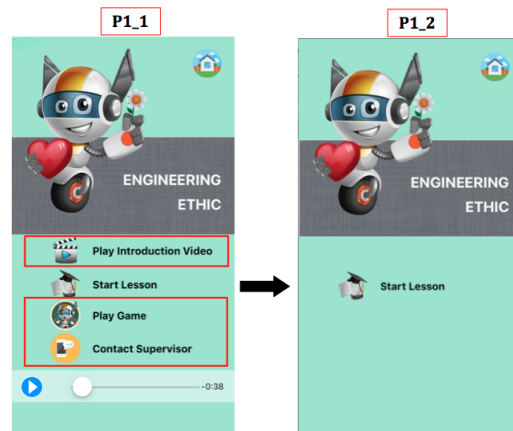 P1_1
ENGINEERING
ETHIC
Play Introduction Video
Start Lesson
Play Game
Contact Supervisor
-0:38
P1_2
ENGINEERING
ETHIC
Start Lesson